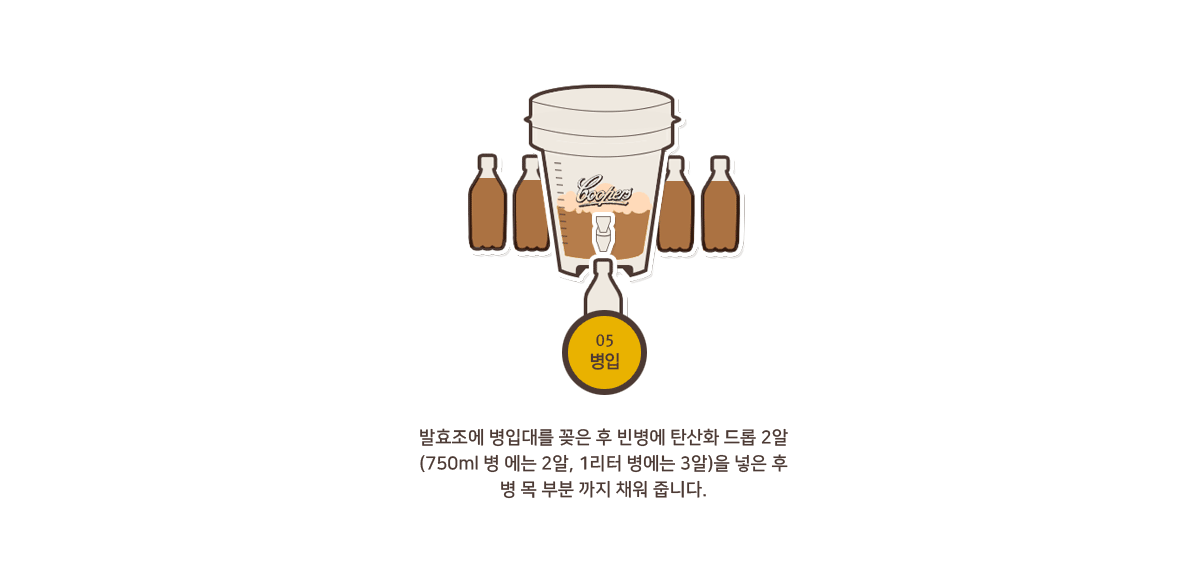 Coopers
05
병입
발효조에 병입대를 꽂은 후 빈병에 탄산화 드롭 2알
(750ml 병 에는 2알, 1리터 병에는 3알)을 넣은 후
병 목 부분 까지 채워 줍니다.